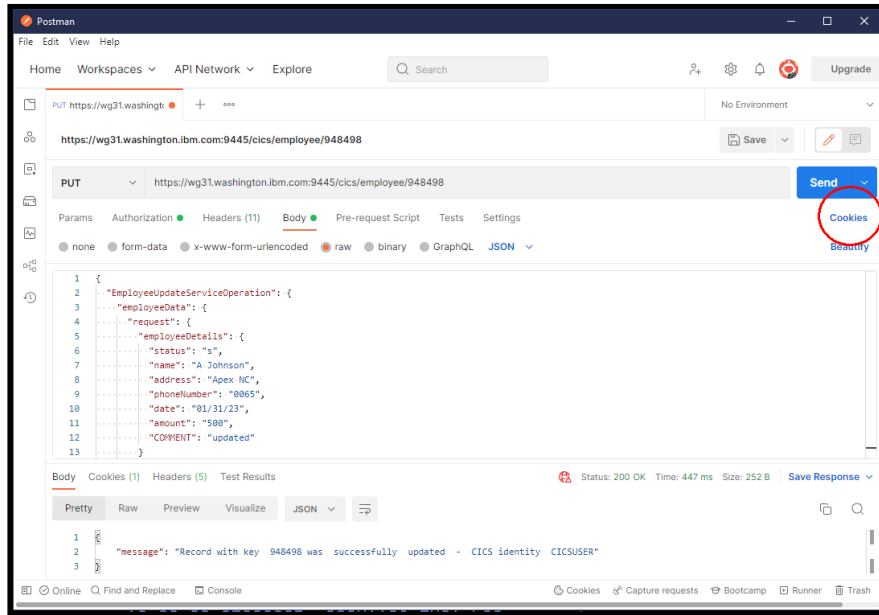 Postman
File Edit View Help
Home Workspaces API Network Explore Search Upgrade
PUT https://wg31.washingto No Environment
https://wg31.washington.ibm.com:9445/cics/employee/948498 Save
PUT https://wg31.washington.ibm.com:9445/cics/employee/948498 Send
Params Authorization Headers (11) Body Pre-request Script Tests Settings Cookies
none form-data x-www-form-urlencoded raw binary GraphQL JSON Beautify
1 {
2 "EmployeeUpdateServiceOperation": {
3 "employeeData": {
4 "request": {
5 "employeeDetails": {
6 "status": "s",
7 "name": "A Johnson",
8 "address": "Apex NC",
9 "phoneNumber": "0065",
10 "date": "01/31/23",
11 "amount": "500",
12 "COMMENT": "updated"
13 }
Body Cookies (1) Headers (5) Test Results Status: 200 OK Time: 447 ms Size: 252 B Save Response
Pretty Raw Preview Visualize JSON
1 {
2 "message": "Record with key 948498 was successfully updated - CICS identity CICSUSER"
3 }
Online Find and Replace Console Cookies Capture requests Bootcamp Runner Trash